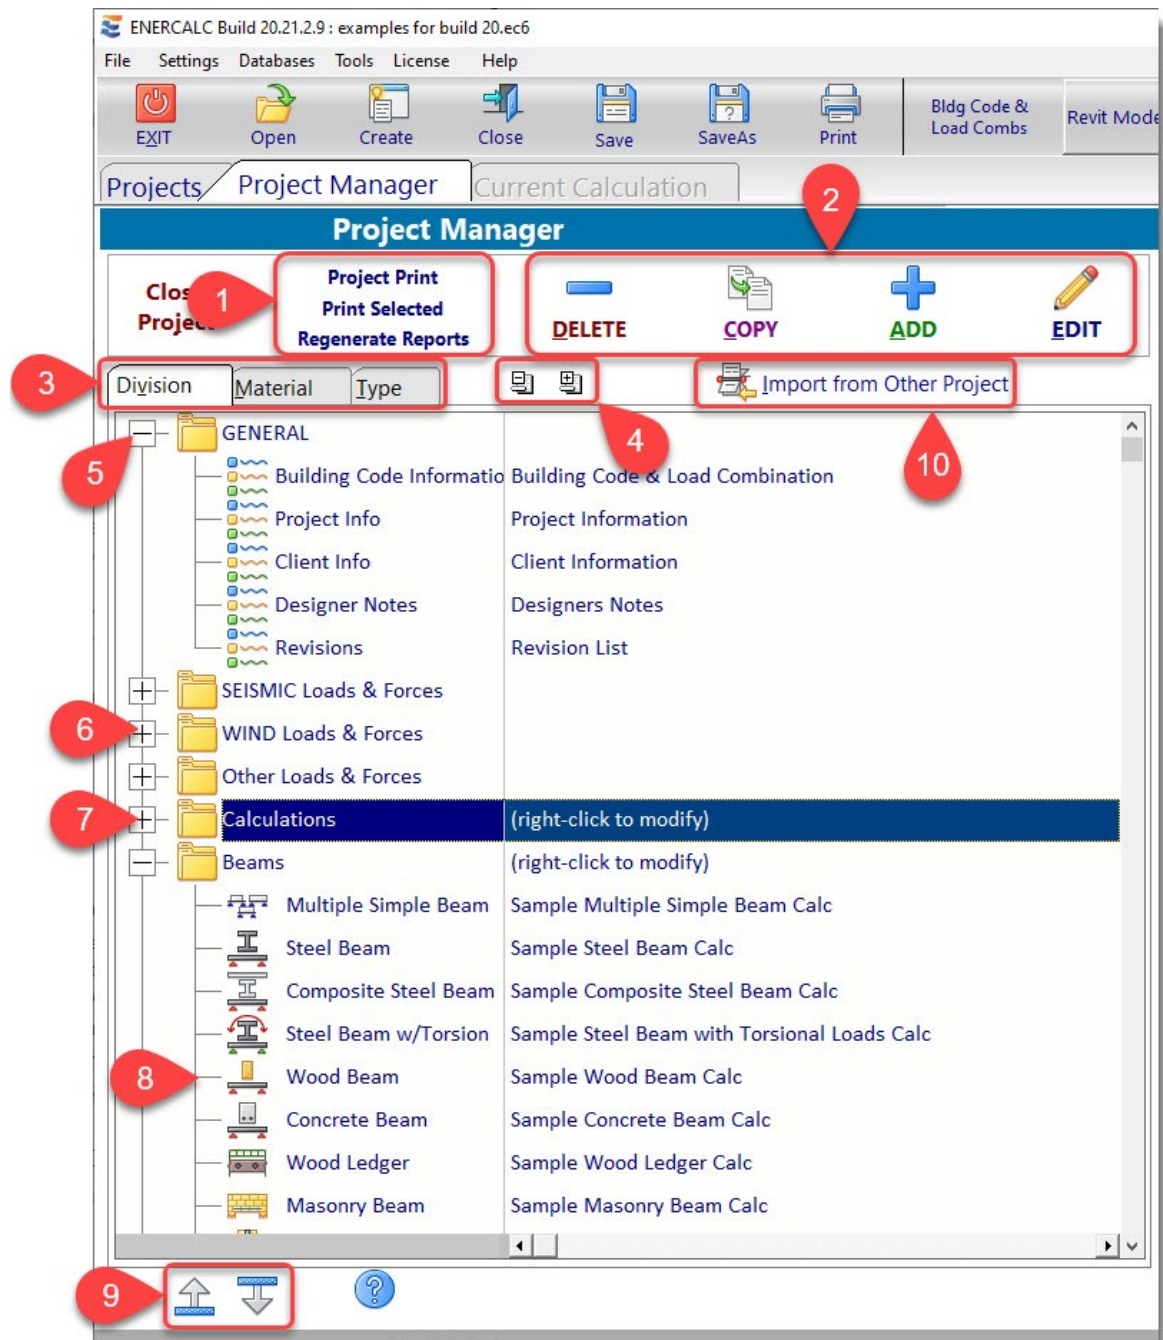 ENERCALC Build 20.21.2.9 : examples for build 20.ec6
File Settings Databases Tools License Help
EXIT Open Create Close Save SaveAs Print
Bldg Code &
Load Combs
Revit Mode
Projects Project Manager Current Calculation
2
Project Manager
1
Project Print
Print Selected
Regenerate Reports
DELETE COPY ADD EDIT
3
Division Material Type
Import from Other Project
4
10
5
GENERAL
Building Code Informatio Building Code & Load Combination
Project Info Project Information
Client Info Client Information
Designer Notes Designers Notes
Revisions Revision List
SEISMIC Loads & Forces
6
WIND Loads & Forces
Other Loads & Forces
7
Calculations (right-click to modify)
Beams (right-click to modify)
Multiple Simple Beam Sample Multiple Simple Beam Calc
Steel Beam Sample Steel Beam Calc
Composite Steel Beam Sample Composite Steel Beam Calc
Steel Beam w/Torsion Sample Steel Beam with Torsional Loads Calc
8
Wood Beam Sample Wood Beam Calc
Concrete Beam Sample Concrete Beam Calc
Wood Ledger Sample Wood Ledger Calc
Masonry Beam Sample Masonry Beam Calc
9
?